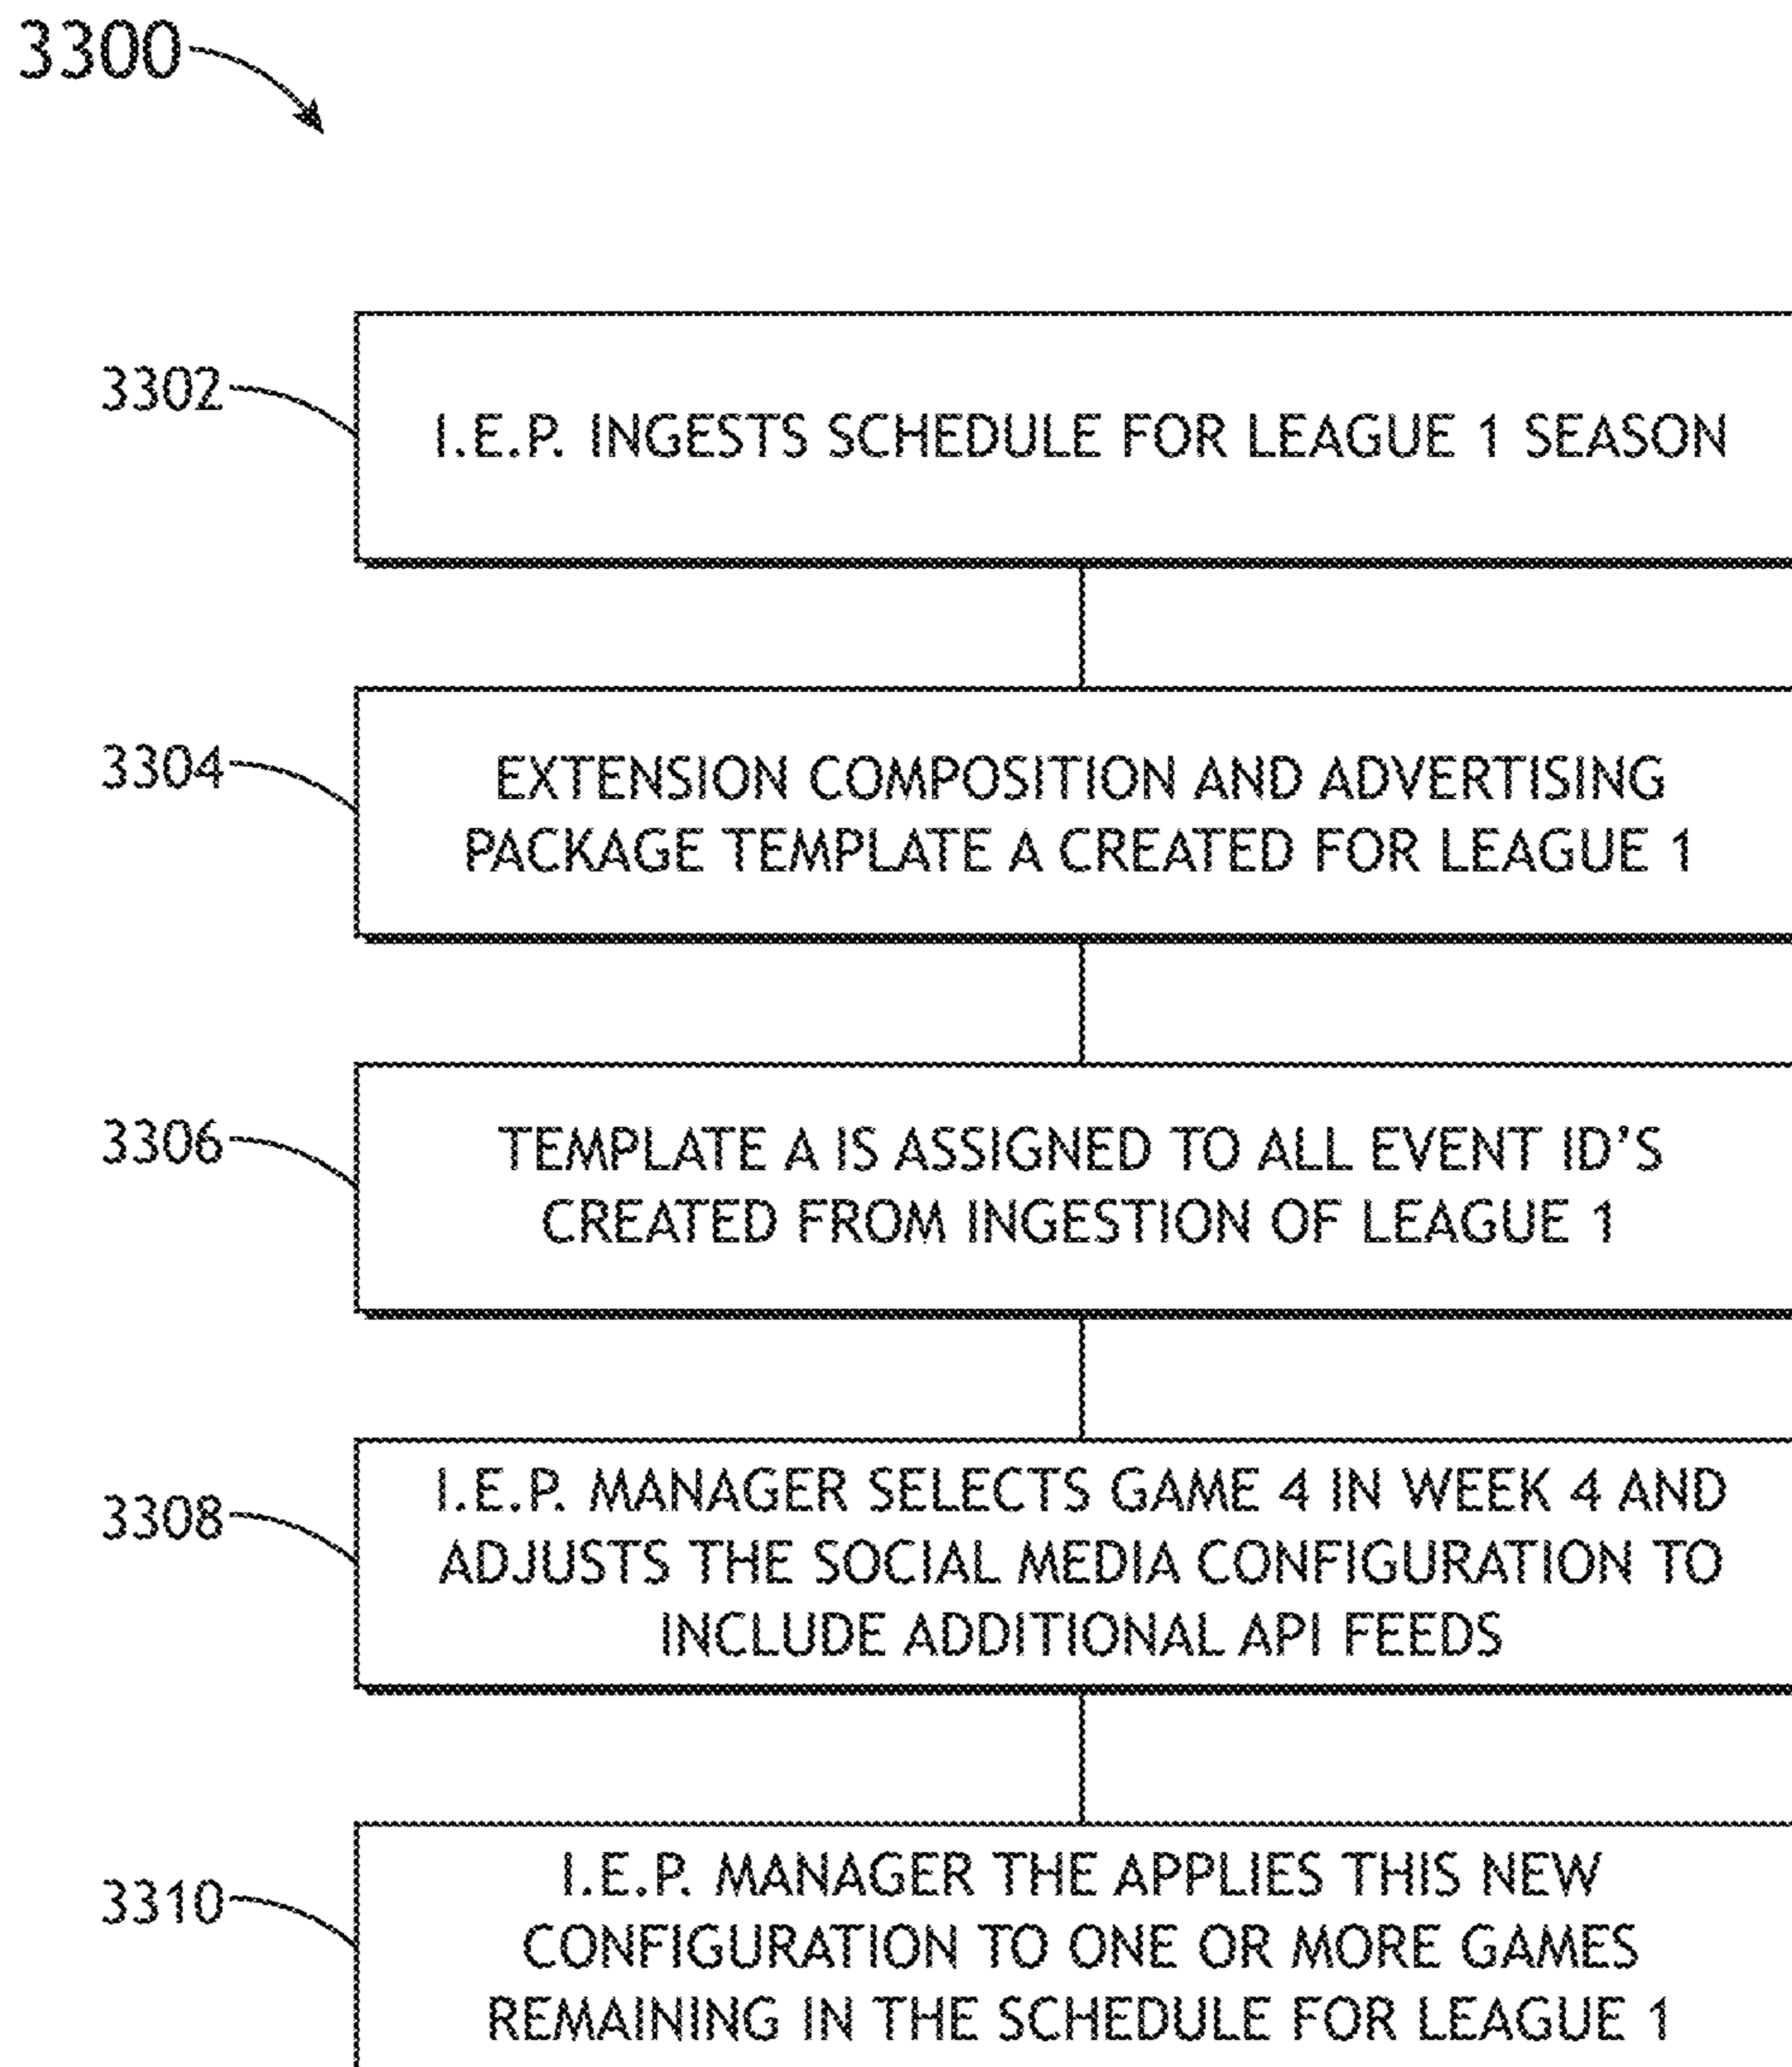 3300
3302
I.E.P. INGESTS SCHEDULE FOR LEAGUE 1 SEASON
3304
EXTENSION COMPOSITION AND ADVERTISING
PACKAGE TEMPLATE A CREATED FOR LEAGUE 1
3306
TEMPLATE A IS ASSIGNED TO ALL EVENT ID'S
CREATED FROM INGESTION OF LEAGUE 1
3308
I.E.P. MANAGER SELECTS GAME 4 IN WEEK 4 AND
ADJUSTS THE SOCIAL MEDIA CONFIGURATION TO
INCLUDE ADDITIONAL API FEEDS
3310
I.E.P. MANAGER THE APPLIES THIS NEW
CONFIGURATION TO ONE OR MORE GAMES
REMAINING IN THE SCHEDULE FOR LEAGUE 1